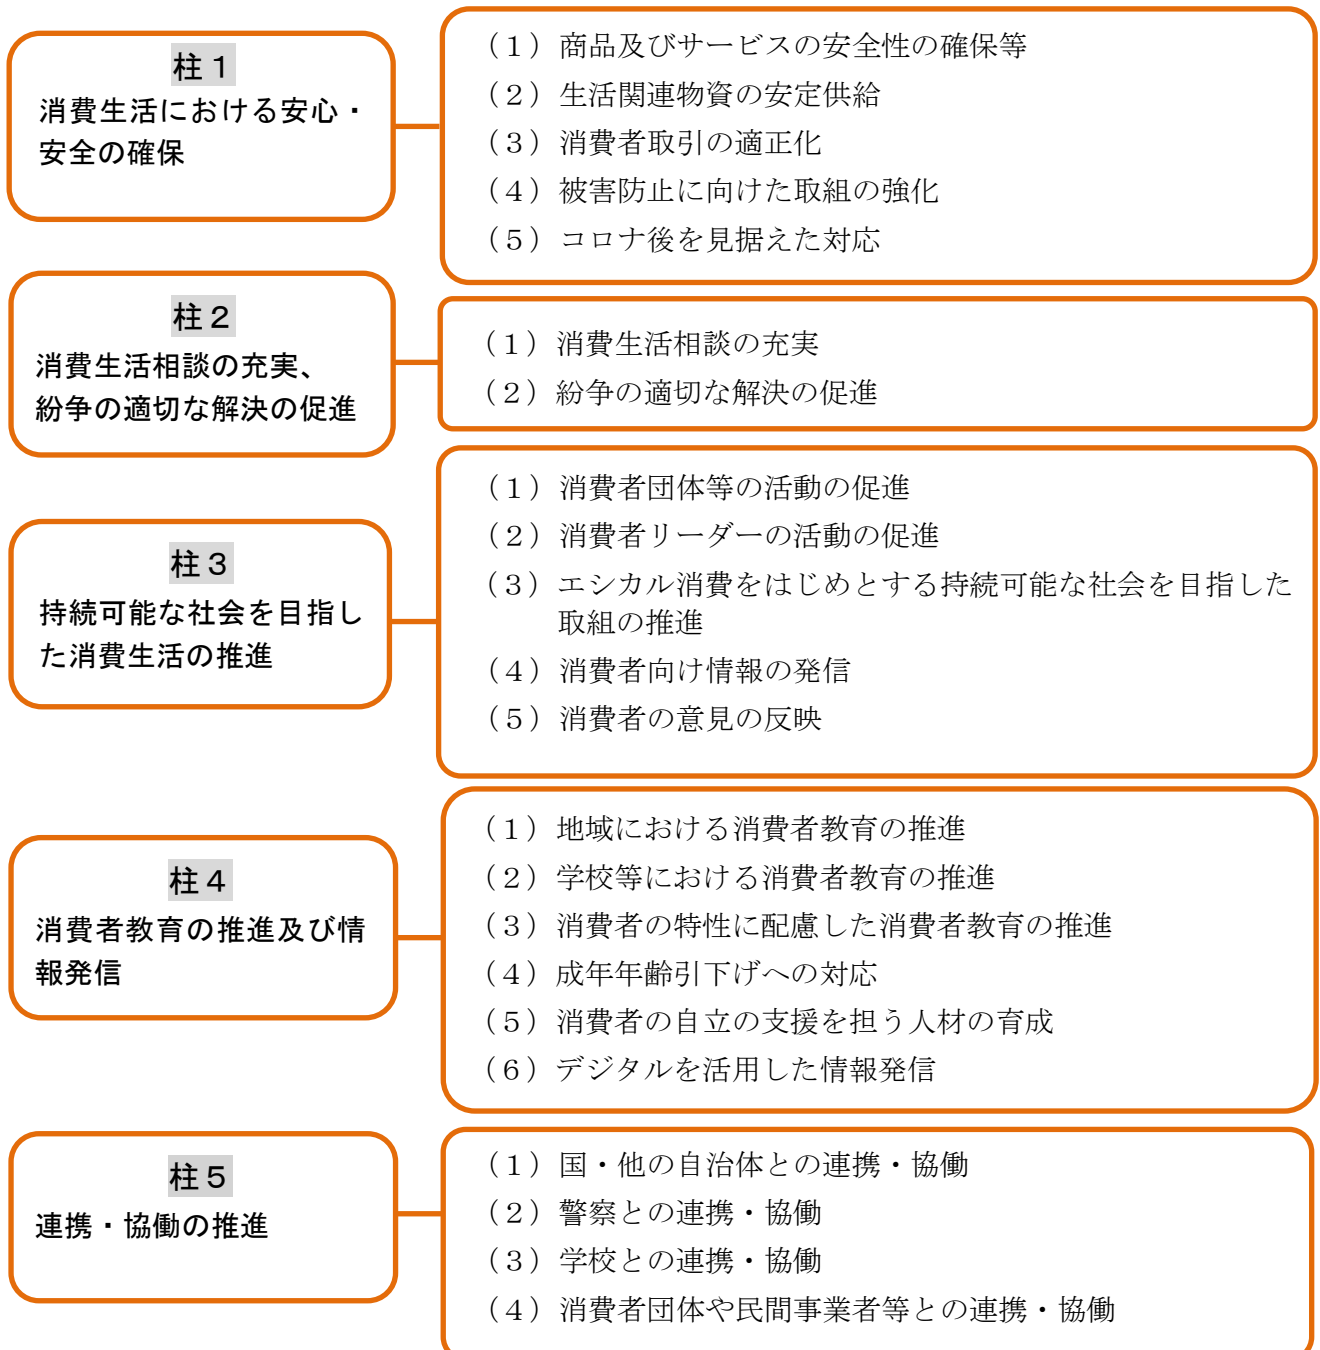 柱１
消費生活における安心・
安全の確保
（１）商品及びサービスの安全性の確保等
（２）生活関連物資の安定供給
（３）消費者取引の適正化
（４）被害防止に向けた取組の強化
（５）コロナ後を見据えた対応
柱２
消費生活相談の充実、
紛争の適切な解決の促進
（１）消費生活相談の充実
（２）紛争の適切な解決の促進
柱３
持続可能な社会を目指し
た消費生活の推進
（１）消費者団体等の活動の促進
（２）消費者リーダーの活動の促進
（３）エシカル消費をはじめとする持続可能な社会を目指した
取組の推進
（４）消費者向け情報の発信
（５）消費者の意見の反映
柱４
消費者教育の推進及び情
報発信
（１）地域における消費者教育の推進
（２）学校等における消費者教育の推進
（３）消費者の特性に配慮した消費者教育の推進
（４）成年年齢引下げへの対応
（５）消費者の自立の支援を担う人材の育成
（６）デジタルを活用した情報発信
柱５
連携・協働の推進
（１）国・他の自治体との連携・協働
（２）警察との連携・協働
（３）学校との連携・協働
（４）消費者団体や民間事業者等との連携・協働